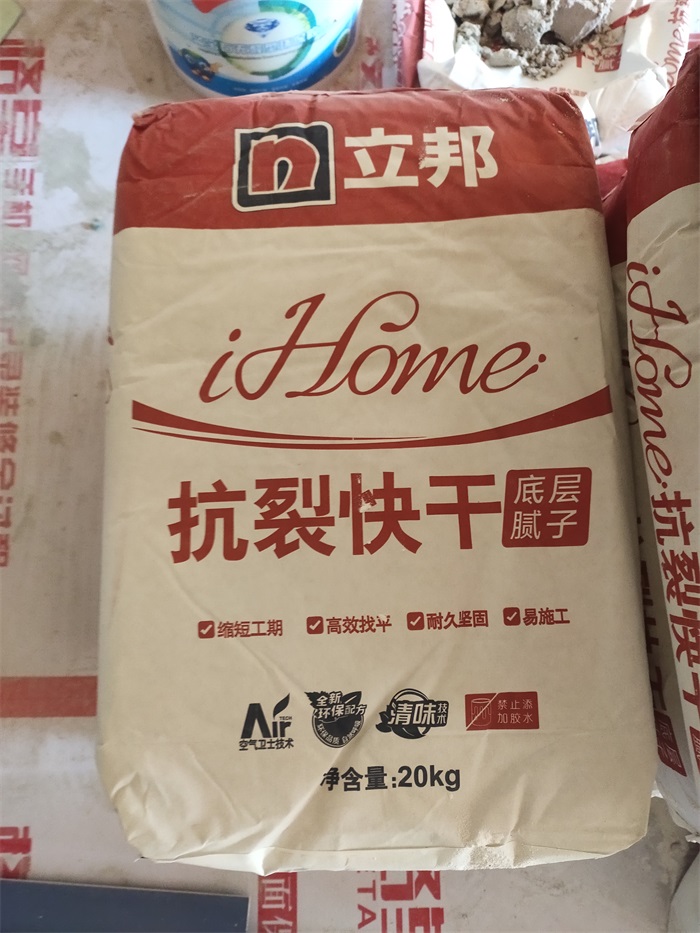 n 立邦
iHome
抗裂快干 底层
腻子
缩短工期 高效找平 耐久坚固 易施工
Air TECH
空气卫士技术
全新
环保配方
清味技术
禁止添
加胶水
净含量:20kg
iHome·抗裂快干